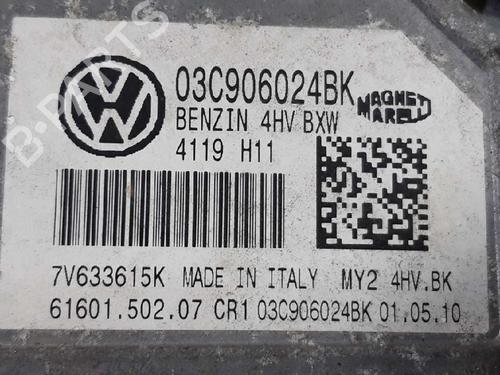 03C906024BK
MAGNETI
MARELLI
BENZIN 4HV BXW
4119 H11
7V633615K MADE IN ITALY MY2 4HV.BK
61601.502.07 CR1 03C906024BK 01.05.10
B-PARTS